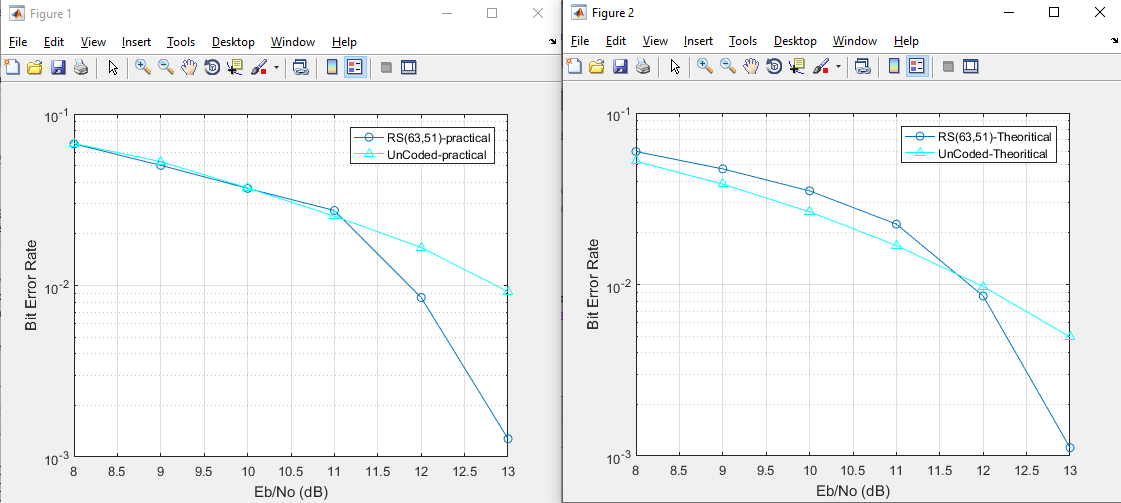 Figure 1
File Edit View Insert Tools Desktop Window Help
10^-1
10^-2
10^-3
Bit Error Rate
RS(63,51)-practical
UnCoded-practical
8 8.5 9 9.5 10 10.5 11 11.5 12 12.5 13
Eb/No (dB)
Figure 2
File Edit View Insert Tools Desktop Window Help
10^-1
10^-2
10^-3
Bit Error Rate
RS(63,51)-Theoritical
UnCoded-Theoritical
8 8.5 9 9.5 10 10.5 11 11.5 12 12.5 13
Eb/No (dB)